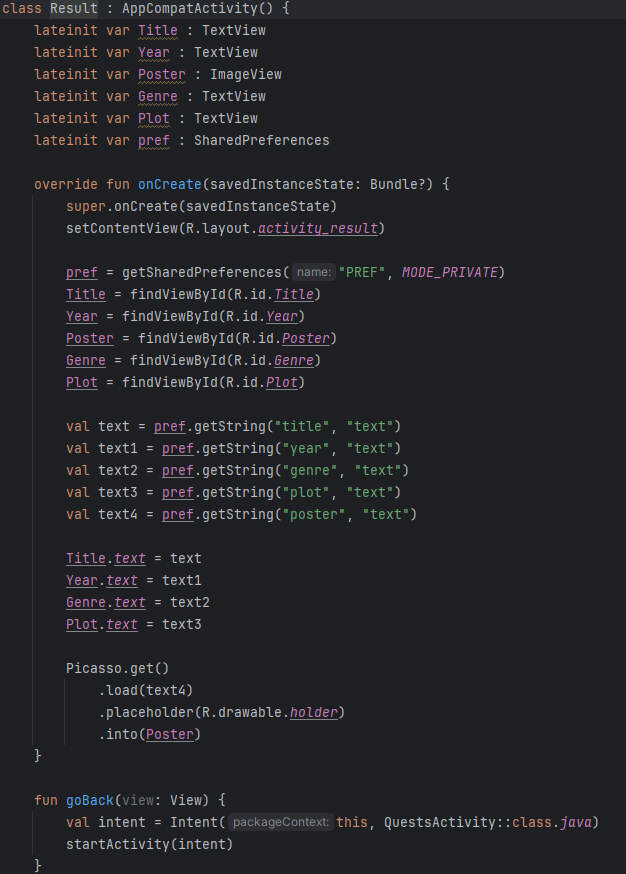 class Result : AppCompatActivity() {
    lateinit var Title : TextView
    lateinit var Year : TextView
    lateinit var Poster : ImageView
    lateinit var Genre : TextView
    lateinit var Plot : TextView
    lateinit var pref : SharedPreferences

    override fun onCreate(savedInstanceState: Bundle?) {
        super.onCreate(savedInstanceState)
        setContentView(R.layout.activity_result)

        pref = getSharedPreferences( name: "PREF", MODE_PRIVATE)
        Title = findViewById(R.id.Title)
        Year = findViewById(R.id.Year)
        Poster = findViewById(R.id.Poster)
        Genre = findViewById(R.id.Genre)
        Plot = findViewById(R.id.Plot)

        val text = pref.getString("title", "text")
        val text1 = pref.getString("year", "text")
        val text2 = pref.getString("genre", "text")
        val text3 = pref.getString("plot", "text")
        val text4 = pref.getString("poster", "text")

        Title.text = text
        Year.text = text1
        Genre.text = text2
        Plot.text = text3

        Picasso.get()
            .load(text4)
            .placeholder(R.drawable.holder)
            .into(Poster)
    }

    fun goBack(view: View) {
        val intent = Intent( packageContext: this, QuestsActivity::class.java)
        startActivity(intent)
    }